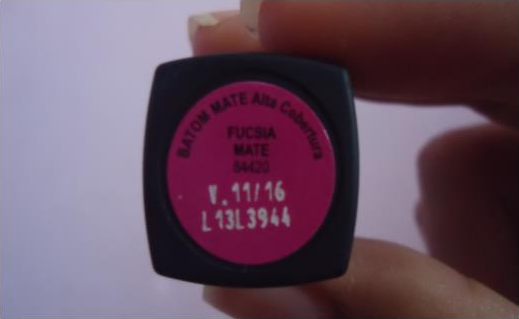 BATOM MATE Alta Cobertura
FUCSIA
MATE
84420
V.11/16
L13L3944